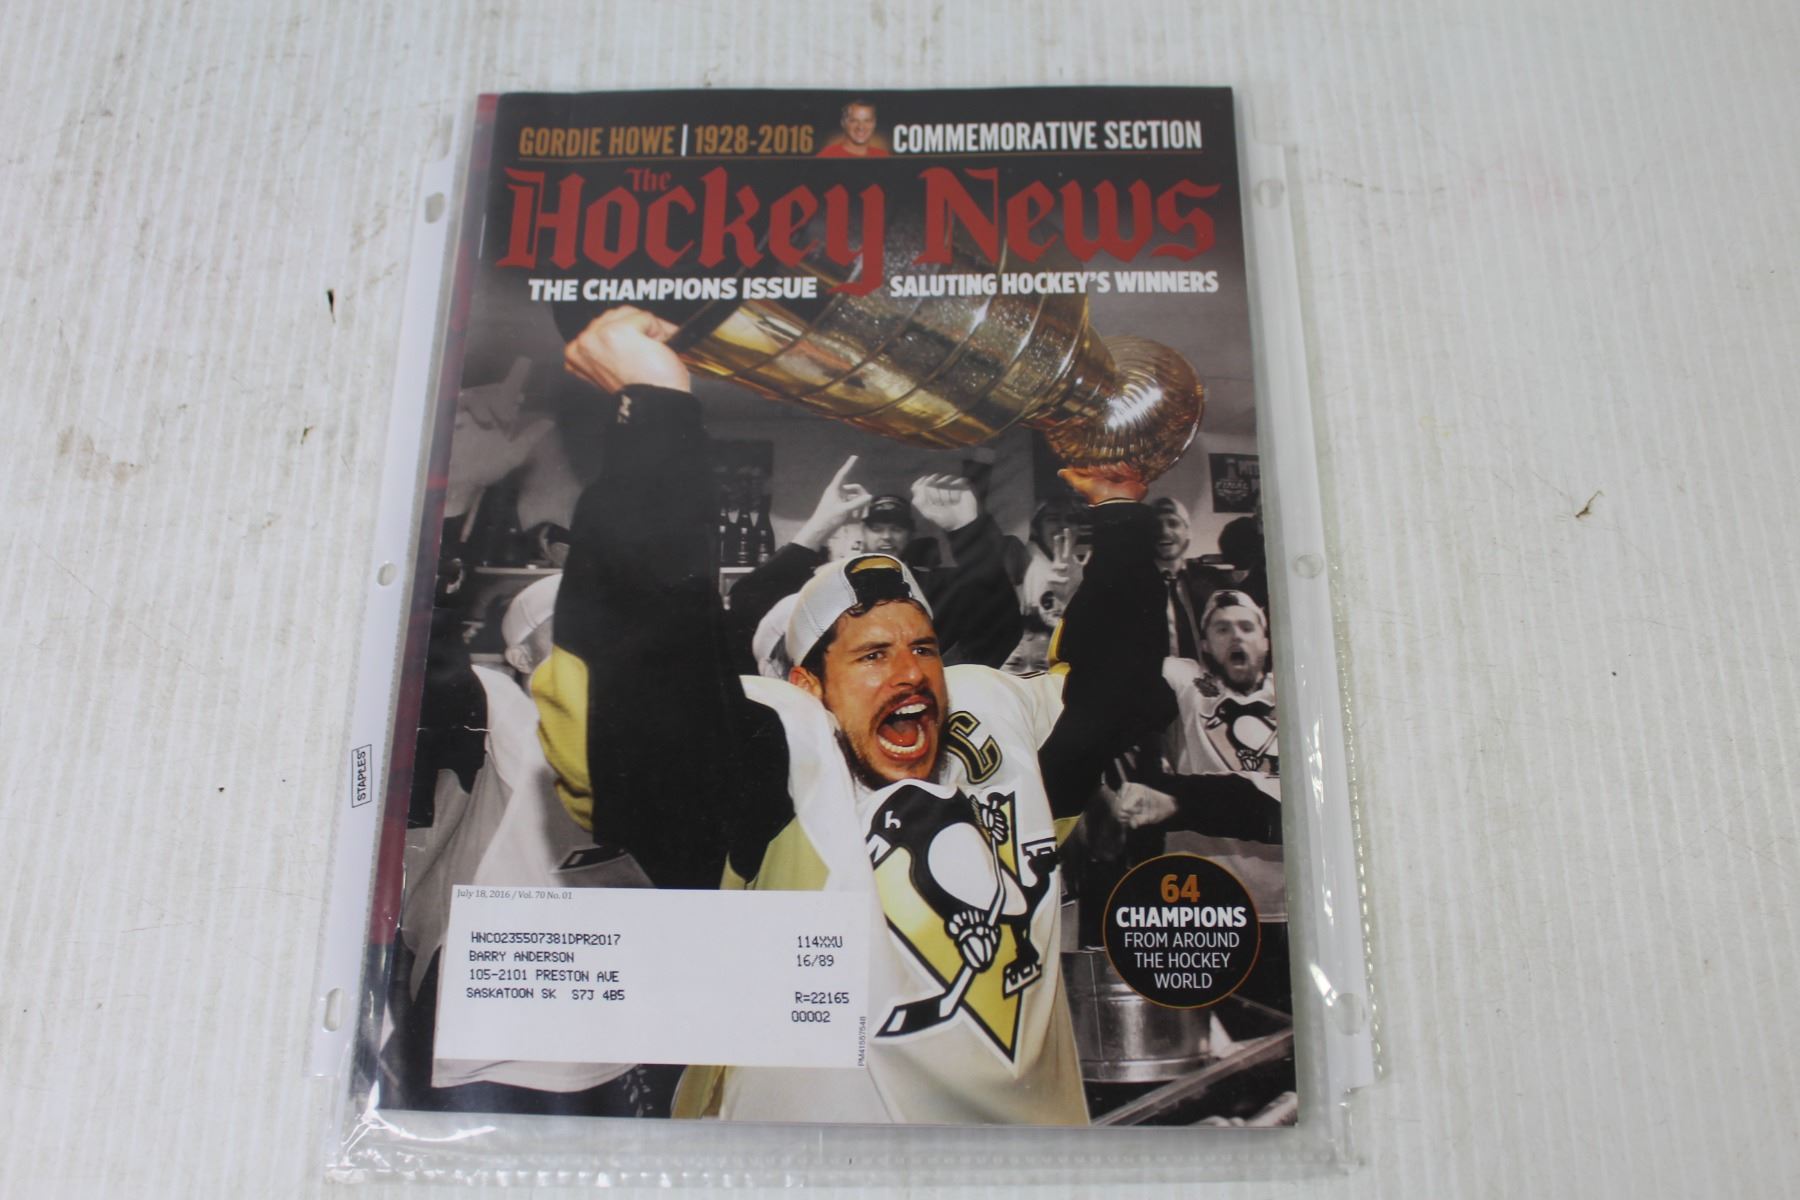 GORDIE HOWE | 1928-2016 COMMEMORATIVE SECTION
The Hockey News
THE CHAMPIONS ISSUE SALUTING HOCKEY'S WINNERS
C
STAPLES
64
CHAMPIONS
FROM AROUND
THE HOCKEY
WORLD
July 18, 2016 / Vol. 70 No. 01
HNC0235507381DPR2017 114XXU
BARRY ANDERSON 16/89
105-2101 PRESTON AVE
SASKATOON SK S7J 4B5 R=22165
00002
PM41557548